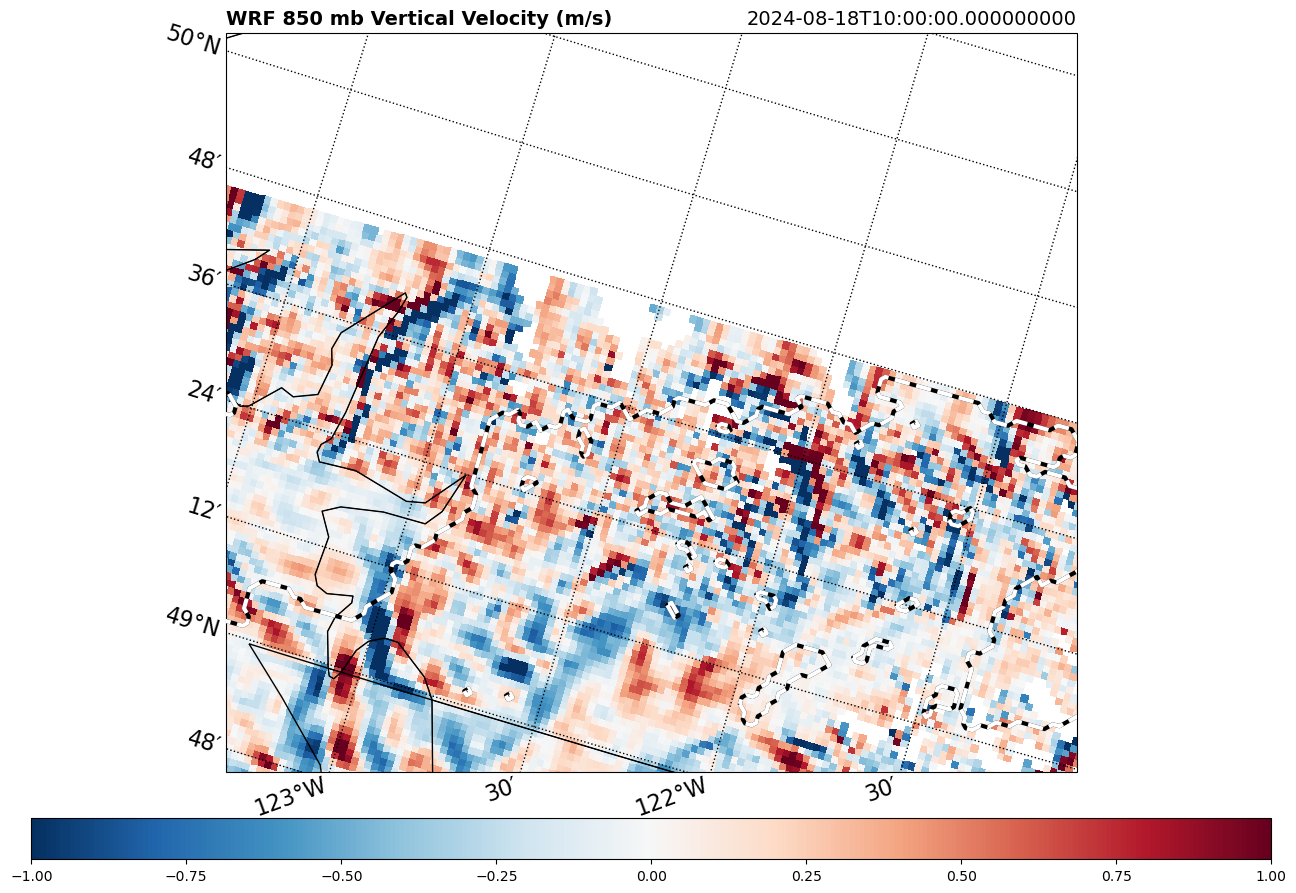 WRF 850 mb Vertical Velocity (m/s) 2024-08-18T10:00:00.000000000
50°N
48′
36′
24′
12′
49°N
48′
123°W 30′ 122°W 30′
−1.00 −0.75 −0.50 −0.25 0.00 0.25 0.50 0.75 1.00